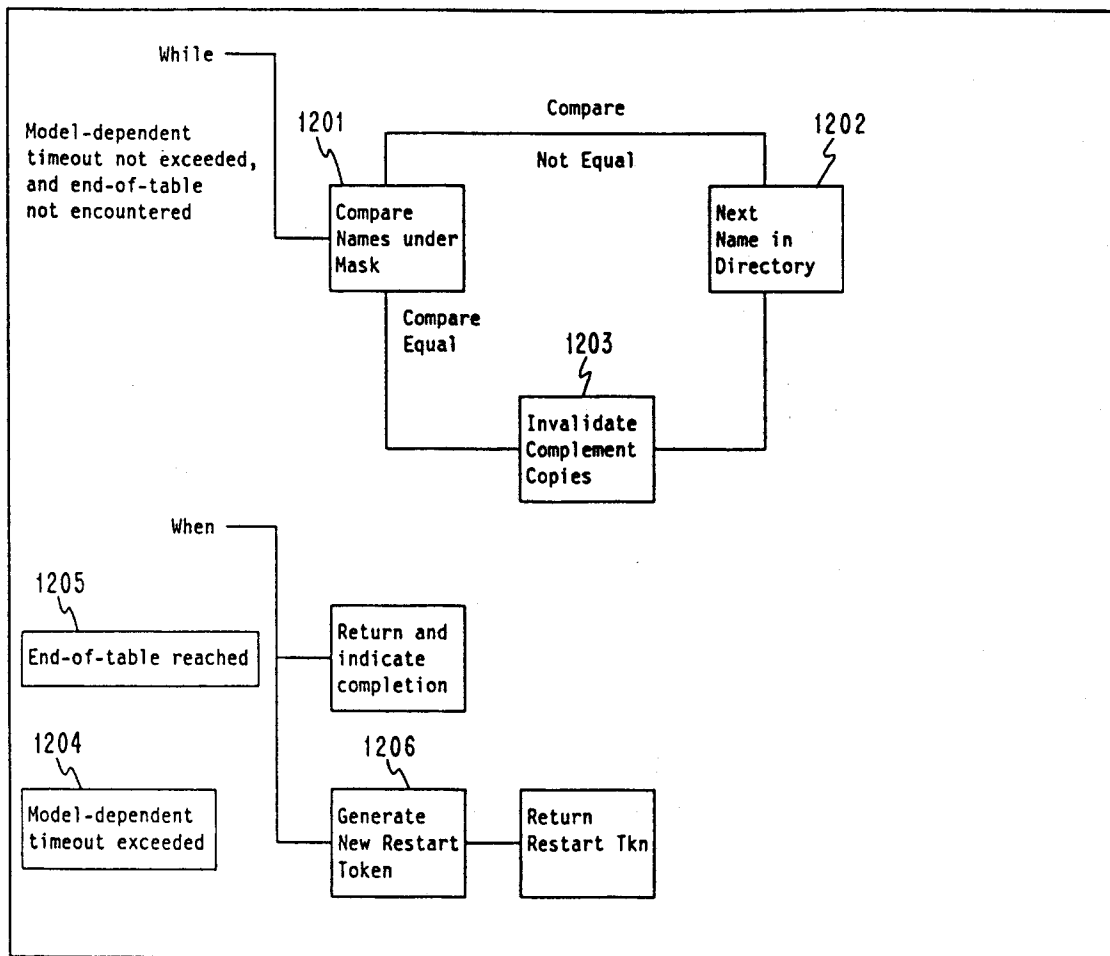 While
Model-dependent
timeout not exceeded,
and end-of-table
not encountered
1201
Compare
Not Equal
1202
Compare
Names under
Mask
Next
Name in
Directory
Compare
Equal
1203
Invalidate
Complement
Copies
When
1205
End-of-table reached
Return and
indicate
completion
1204
Model-dependent
timeout exceeded
1206
Generate
New Restart
Token
Return
Restart Tkn